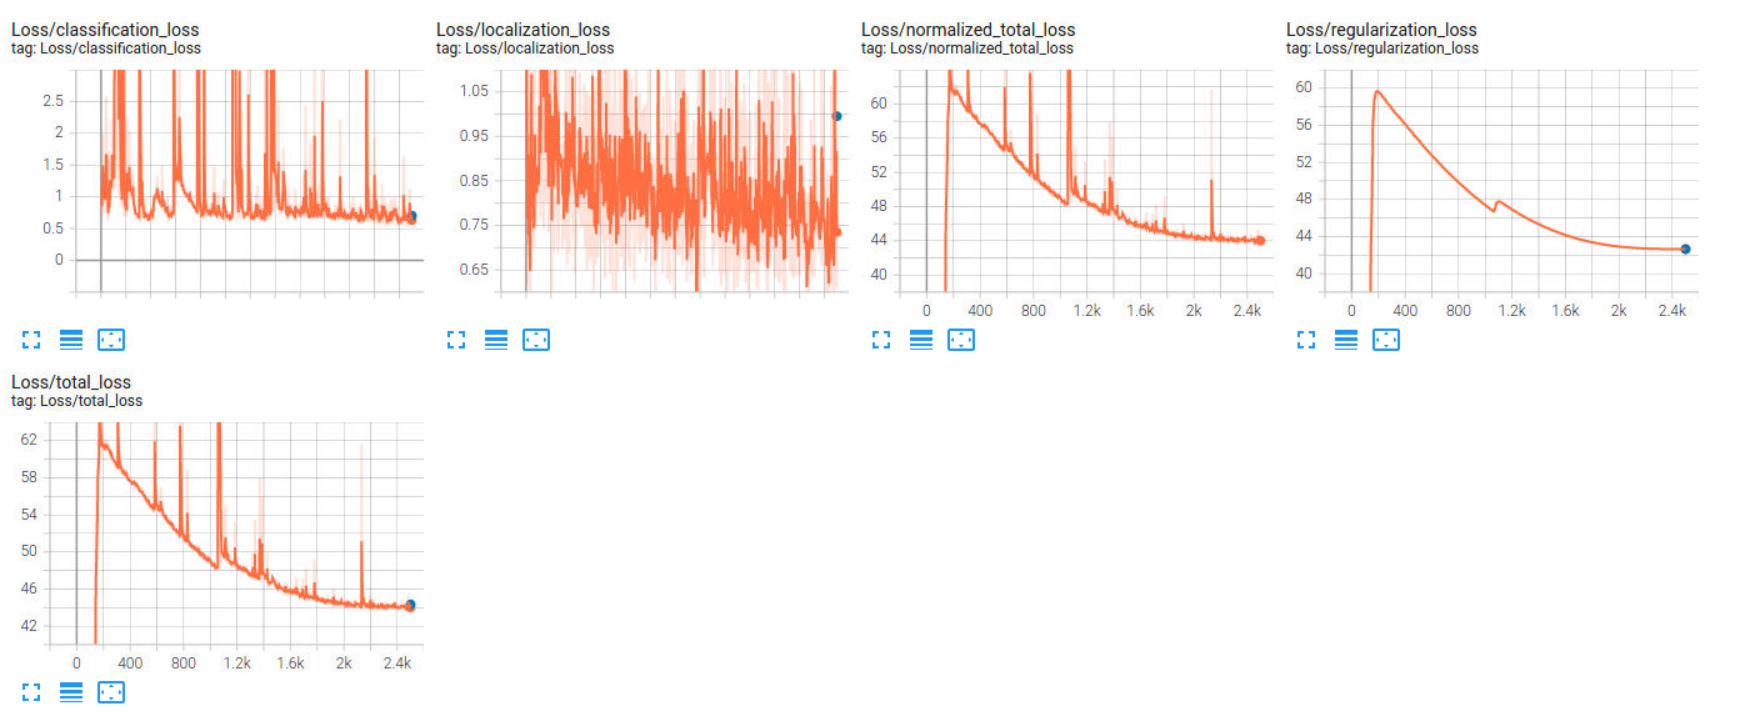 Loss/classification_loss
tag: Loss/classification_loss
2.5
2
1.5
1
0.5
0
Loss/localization_loss
tag: Loss/localization_loss
1.05
0.95
0.85
0.75
0.65
Loss/normalized_total_loss
tag: Loss/normalized_total_loss
60
56
52
48
44
40
0 400 800 1.2k 1.6k 2k 2.4k
Loss/regularization_loss
tag: Loss/regularization_loss
60
56
52
48
44
40
0 400 800 1.2k 1.6k 2k 2.4k
Loss/total_loss
tag: Loss/total_loss
62
58
54
50
46
42
0 400 800 1.2k 1.6k 2k 2.4k